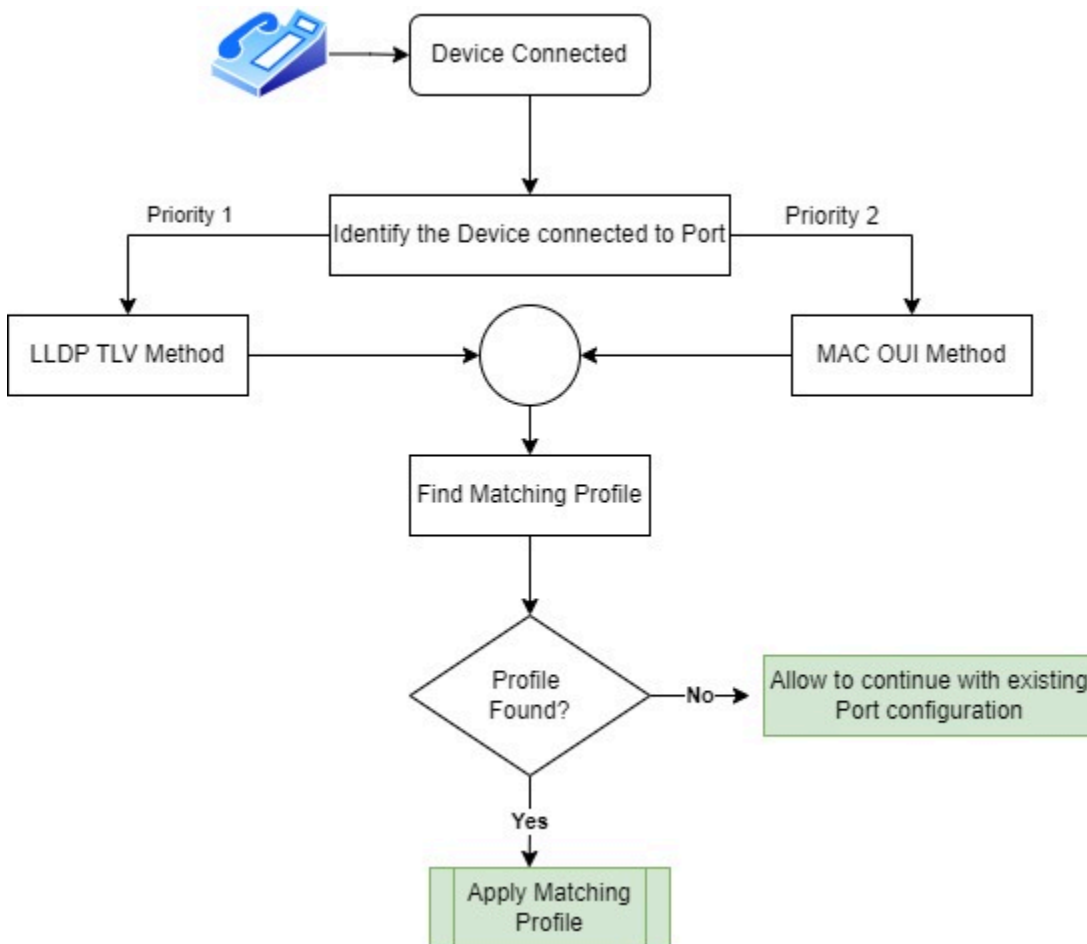 Device Connected
Priority 1
Priority 2
Identify the Device connected to Port
LLDP TLV Method
MAC OUI Method
Find Matching Profile
Profile
Found?
No
Allow to continue with existing
Port configuration
Yes
Apply Matching
Profile